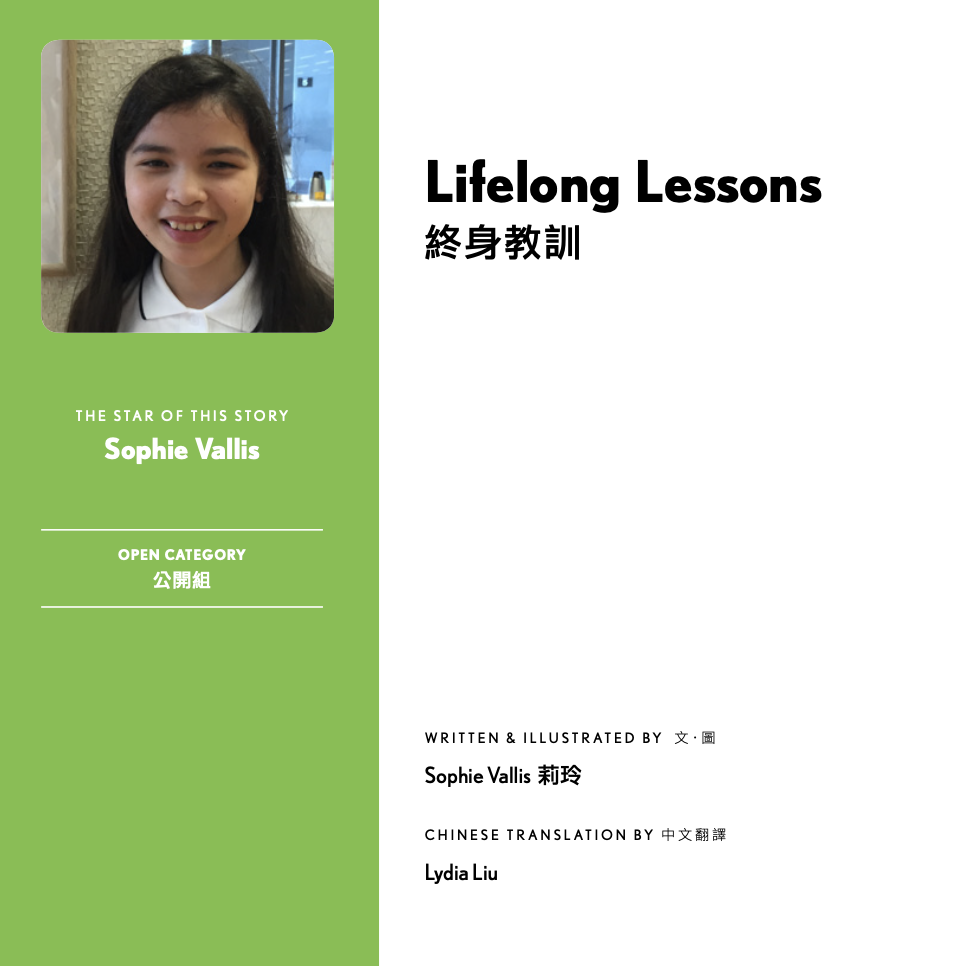 THE STAR OF THIS STORY
Sophie Vallis
OPEN CATEGORY
公開組
Lifelong Lessons
終身教訓
WRITTEN & ILLUSTRATED BY 文·圖
Sophie Vallis 莉玲
CHINESE TRANSLATION BY 中文翻譯
Lydia Liu